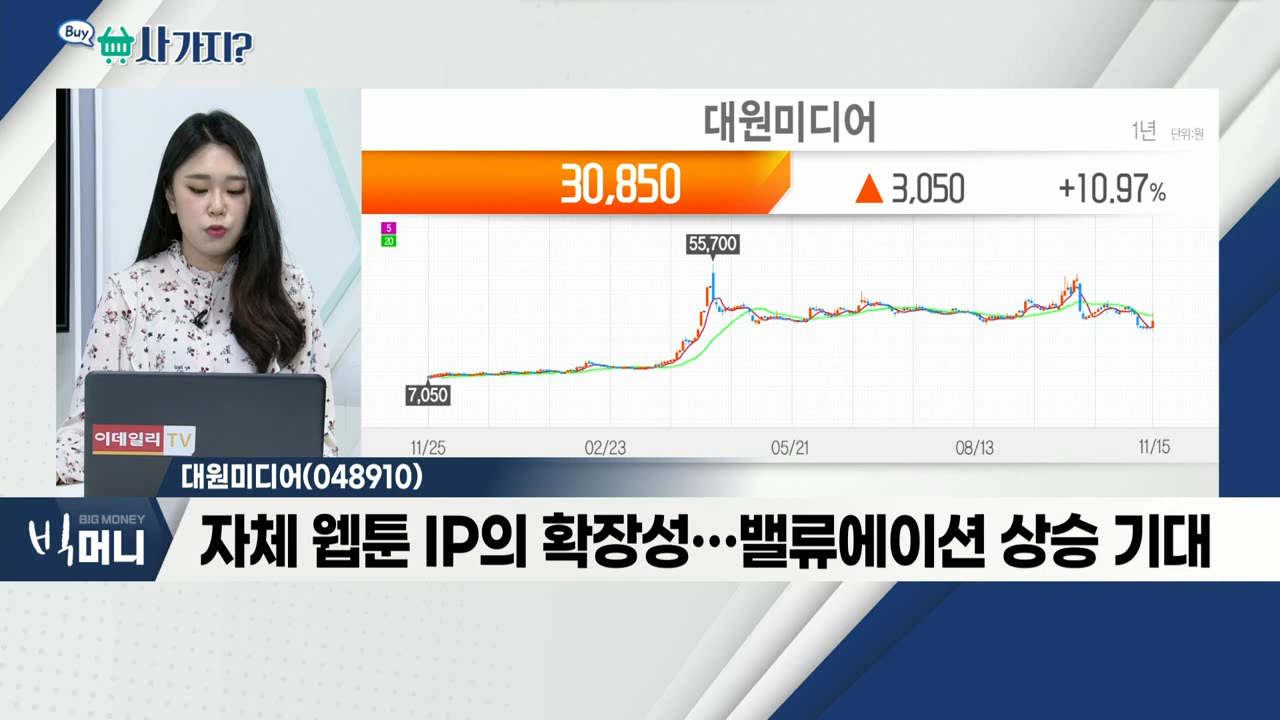 Buy
사가지?
대원미디어
1년 단위:원
30,850 ▲3,050 +10.97%
5
20
55,700
7,050
11/25 02/23 05/21 08/13 11/15
이데일리TV
대원미디어(048910)
BIG MONEY
빅머니
자체 웹툰 IP의 확장성…밸류에이션 상승 기대